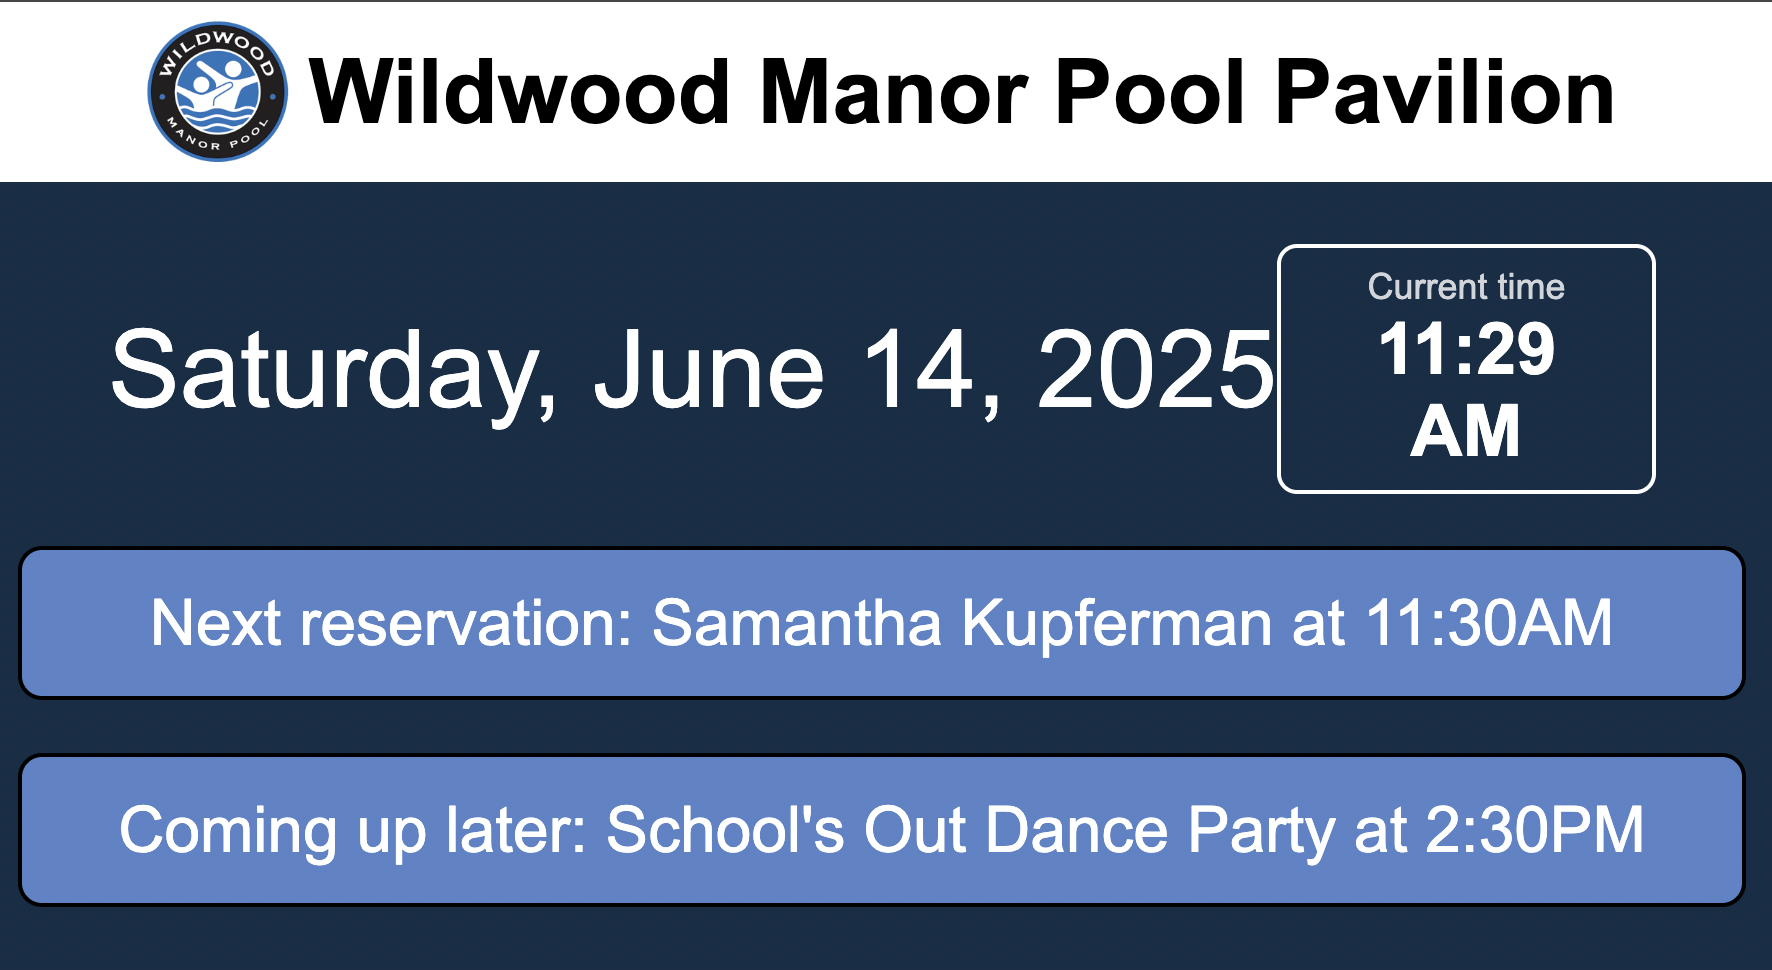 WILDWOOD
MANOR POOL
Wildwood Manor Pool Pavilion
Saturday, June 14, 2025
Current time
11:29
AM
Next reservation: Samantha Kupferman at 11:30AM
Coming up later: School's Out Dance Party at 2:30PM